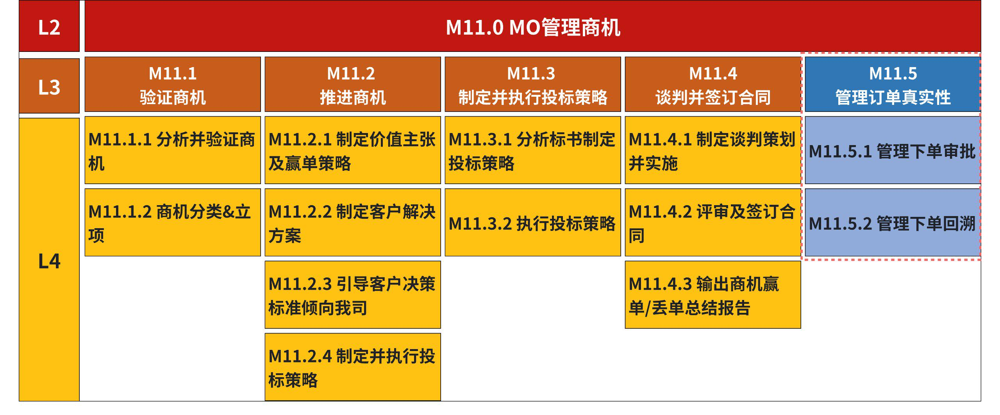 L2
M11.0 MO管理商机
L3
M11.1
验证商机
M11.2
推进商机
M11.3
制定并执行投标策略
M11.4
谈判并签订合同
M11.5
管理订单真实性
L4
M11.1.1 分析并验证商
机
M11.2.1 制定价值主张
及赢单策略
M11.3.1 分析标书制定
投标策略
M11.4.1 制定谈判策划
并实施
M11.5.1 管理下单审批
M11.1.2 商机分类&立
项
M11.2.2 制定客户解决
方案
M11.3.2 执行投标策略
M11.4.2 评审及签订合
同
M11.5.2 管理下单回溯
M11.2.3 引导客户决策
标准倾向我司
M11.4.3 输出商机赢
单/丢单总结报告
M11.2.4 制定并执行投
标策略